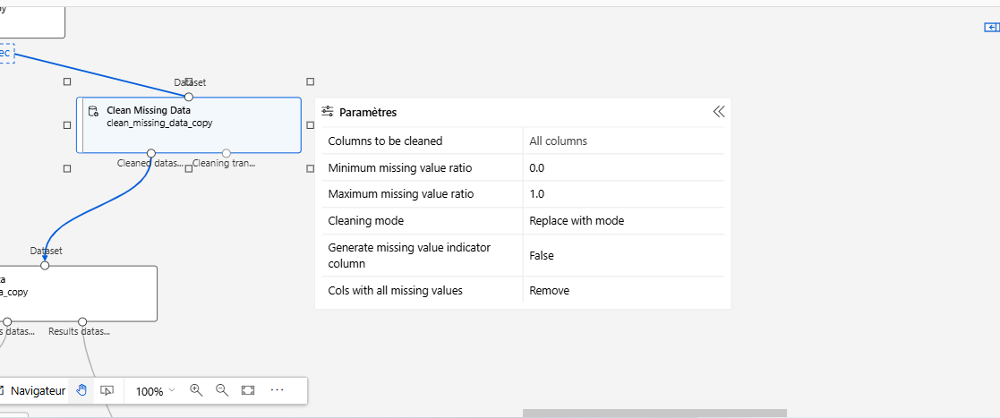 Dataset
Clean Missing Data
clean_missing_data_copy
Cleaned datas...
Cleaning tran...
Paramètres
Columns to be cleaned
All columns
Minimum missing value ratio
0.0
Maximum missing value ratio
1.0
Cleaning mode
Replace with mode
Generate missing value indicator
column
False
Cols with all missing values
Remove
Dataset
a_copy
s datas...
Results datas...
Navigateur
100%
...